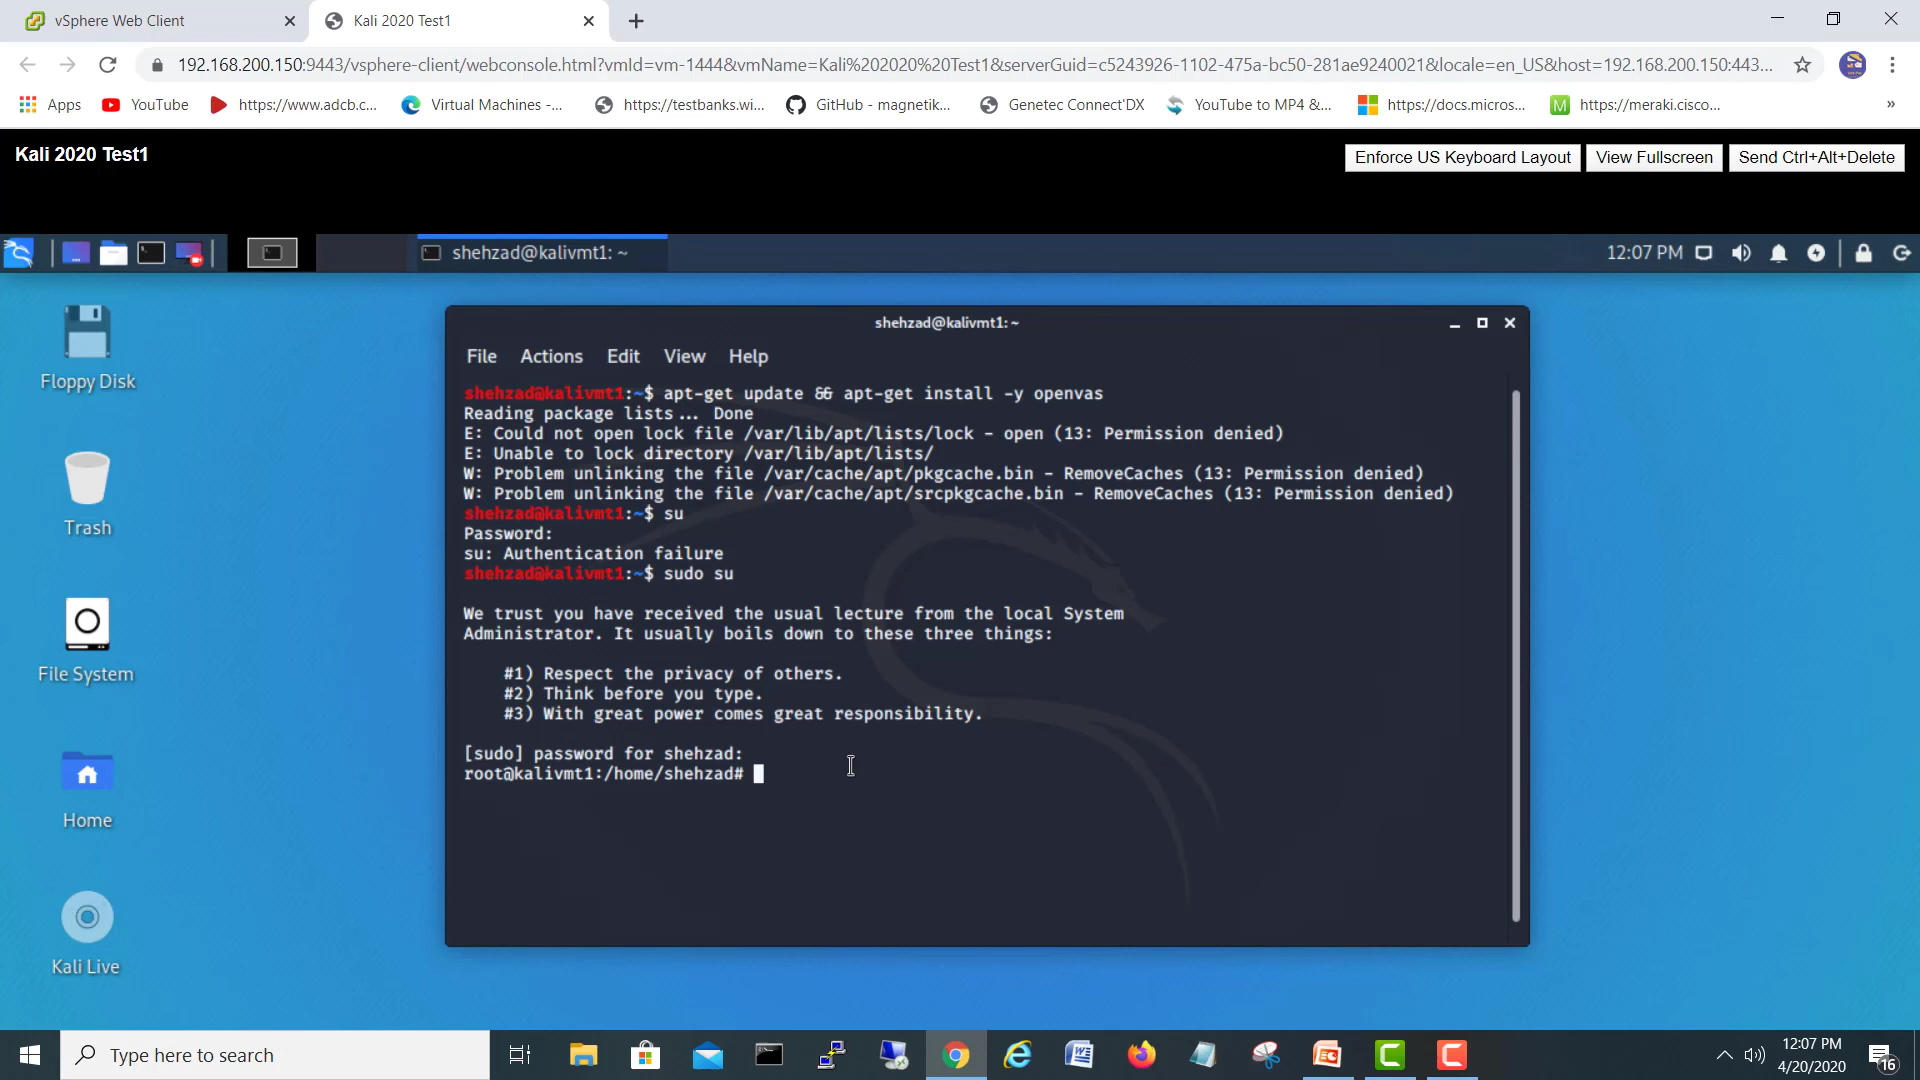 vSphere Web Client
Kali 2020 Test1
192.168.200.150:9443/vsphere-client/webconsole.html?vmId=vm-1444&vmName=Kali%202020%20Test1&serverGuid=c5243926-1102-475a-bc50-281ae9240021&locale=en_US&host=192.168.200.150:443...
Apps
YouTube
https://www.adcb.c...
Virtual Machines -...
https://testbanks.wi...
GitHub - magnetik...
Genetec Connect'DX
YouTube to MP4 &...
https://docs.micros...
M
https://meraki.cisco...
»
Kali 2020 Test1
Enforce US Keyboard Layout
View Fullscreen
Send Ctrl+Alt+Delete
shehzad@kalivmt1: ~
12:07 PM
Floppy Disk
Trash
File System
Home
Kali Live
shehzad@kalivmt1: ~
File Actions Edit View Help
shehzad@kalivmt1:~$ apt-get update && apt-get install -y openvas
Reading package lists... Done
E: Could not open lock file /var/lib/apt/lists/lock - open (13: Permission denied)
E: Unable to lock directory /var/lib/apt/lists/
W: Problem unlinking the file /var/cache/apt/pkgcache.bin - RemoveCaches (13: Permission denied)
W: Problem unlinking the file /var/cache/apt/srcpkgcache.bin - RemoveCaches (13: Permission denied)
shehzad@kalivmt1:~$ su
Password:
su: Authentication failure
shehzad@kalivmt1:~$ sudo su
We trust you have received the usual lecture from the local System
Administrator. It usually boils down to these three things:
#1) Respect the privacy of others.
#2) Think before you type.
#3) With great power comes great responsibility.
[sudo] password for shehzad:
root@kalivmt1:/home/shehzad#
Type here to search
12:07 PM
4/20/2020
16